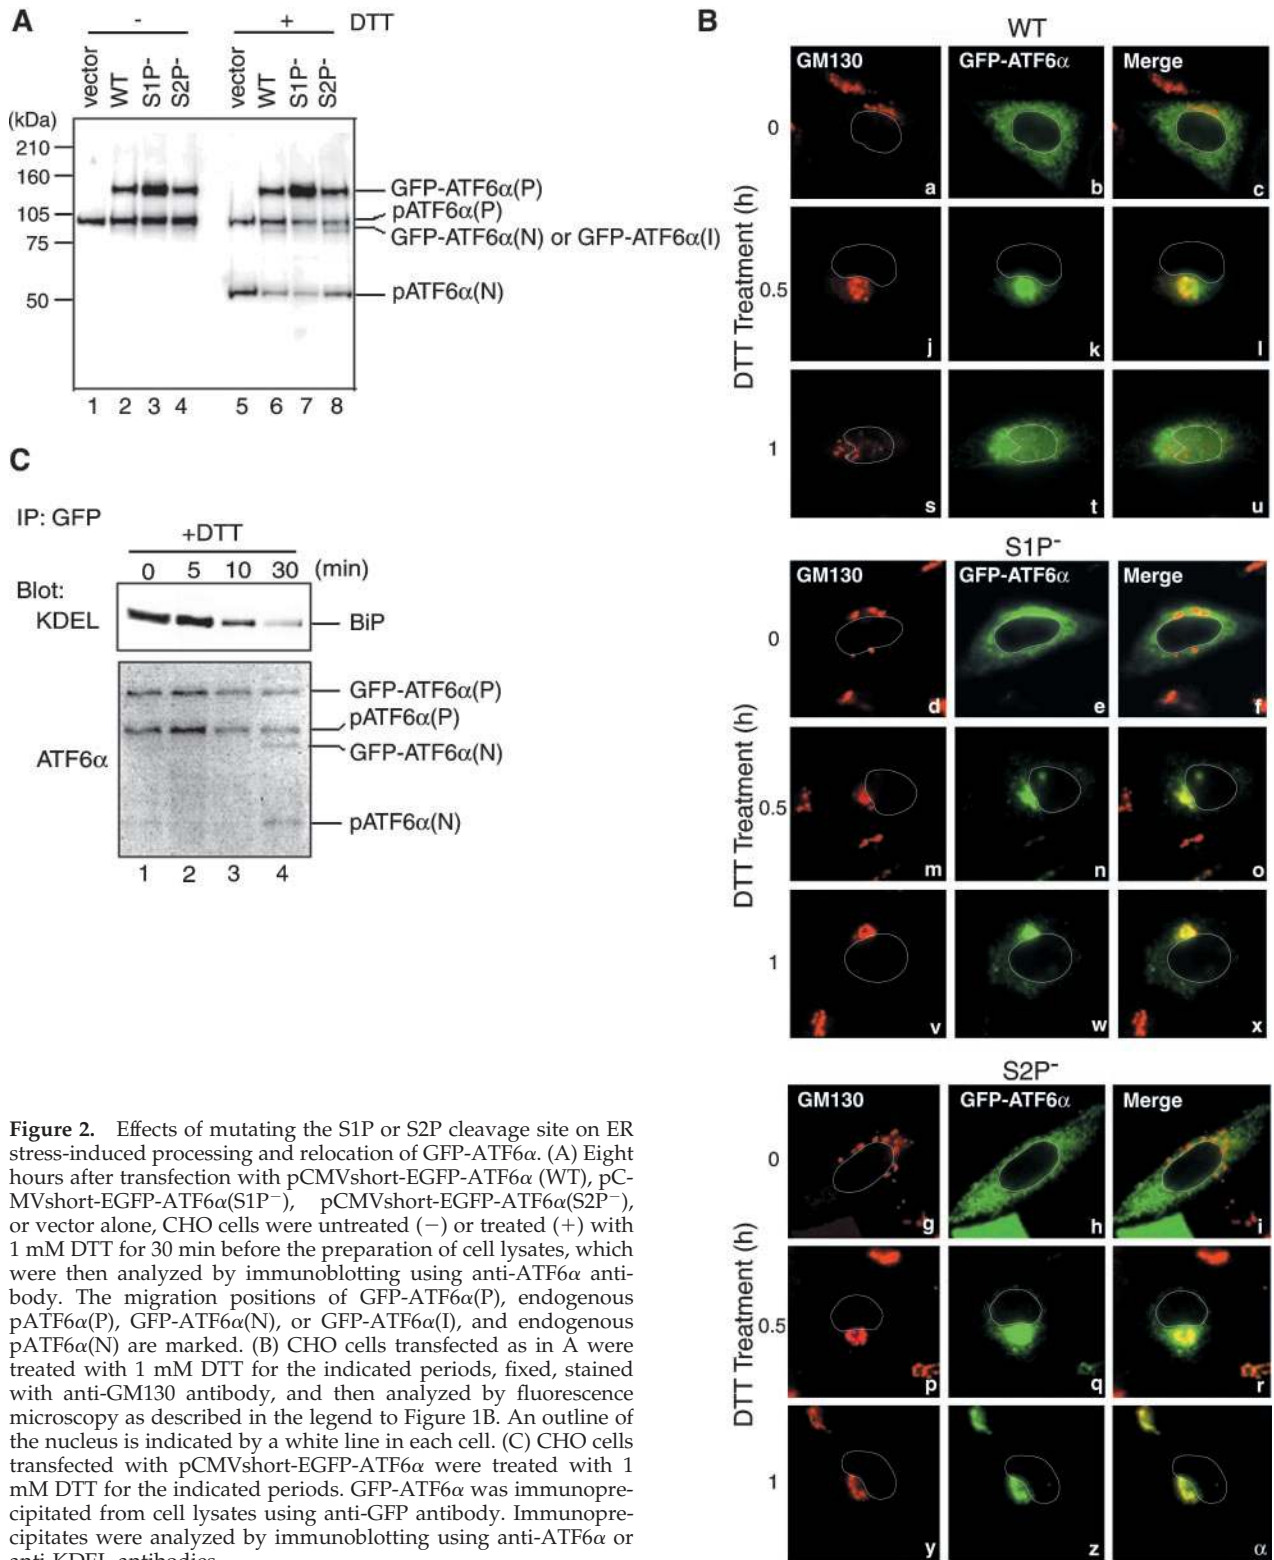 A
- + DTT
vector WT S1P- S2P- vector WT S1P- S2P-
(kDa)
210
160
105
75
50
GFP-ATF6α(P)
pATF6α(P)
GFP-ATF6α(N) or GFP-ATF6α(I)
pATF6α(N)
1 2 3 4 5 6 7 8
C
IP: GFP
+DTT
0 5 10 30 (min)
Blot:
KDEL
BiP
ATF6α
GFP-ATF6α(P)
pATF6α(P)
GFP-ATF6α(N)
pATF6α(N)
1 2 3 4
B
WT
GM130 GFP-ATF6α Merge
DTT Treatment (h)
0
a b c
0.5
j k l
1
s t u
S1P-
GM130 GFP-ATF6α Merge
DTT Treatment (h)
0
d e f
0.5
m n o
1
v w x
S2P-
GM130 GFP-ATF6α Merge
DTT Treatment (h)
0
g h i
0.5
p q r
1
y z α
Figure 2. Effects of mutating the S1P or S2P cleavage site on ER
stress-induced processing and relocation of GFP-ATF6α. (A) Eight
hours after transfection with pCMVshort-EGFP-ATF6α (WT), pC-
MVshort-EGFP-ATF6α(S1P−), pCMVshort-EGFP-ATF6α(S2P−),
or vector alone, CHO cells were untreated (−) or treated (+) with
1 mM DTT for 30 min before the preparation of cell lysates, which
were then analyzed by immunoblotting using anti-ATF6α anti-
body. The migration positions of GFP-ATF6α(P), endogenous
pATF6α(P), GFP-ATF6α(N), or GFP-ATF6α(I), and endogenous
pATF6α(N) are marked. (B) CHO cells transfected as in A were
treated with 1 mM DTT for the indicated periods, fixed, stained
with anti-GM130 antibody, and then analyzed by fluorescence
microscopy as described in the legend to Figure 1B. An outline of
the nucleus is indicated by a white line in each cell. (C) CHO cells
transfected with pCMVshort-EGFP-ATF6α were treated with 1
mM DTT for the indicated periods. GFP-ATF6α was immunopre-
cipitated from cell lysates using anti-GFP antibody. Immunopre-
cipitates were analyzed by immunoblotting using anti-ATF6α or
anti-KDEL antibodies